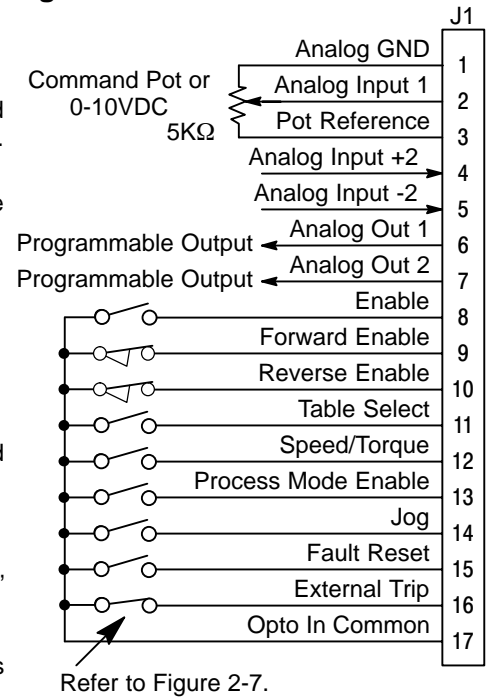 J1
Analog GND 1
Command Pot or
0-10VDC
5KΩ
Analog Input 1 2
Pot Reference 3
Analog Input +2 4
Analog Input -2 5
Programmable Output Analog Out 1 6
Programmable Output Analog Out 2 7
Enable 8
Forward Enable 9
Reverse Enable 10
Table Select 11
Speed/Torque 12
Process Mode Enable 13
Jog 14
Fault Reset 15
External Trip 16
Opto In Common 17
Refer to Figure 2-7.